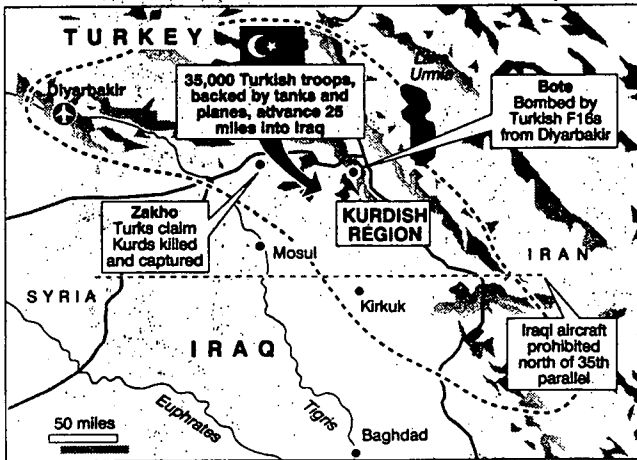 TURKEY
Diyarbakir
35,000 Turkish troops,
backed by tanks and
planes, advance 25
miles into Iraq
Lake
Urmia
Bote
Bombed by
Turkish F16s
from Diyarbakir
Zakho
Turks claim
Kurds killed
and captured
KURDISH
REGION
IRAN
Mosul
SYRIA
Kirkuk
Iraqi aircraft
prohibited
north of 35th
parallel
IRAQ
50 miles
Euphrates
Tigris
Baghdad